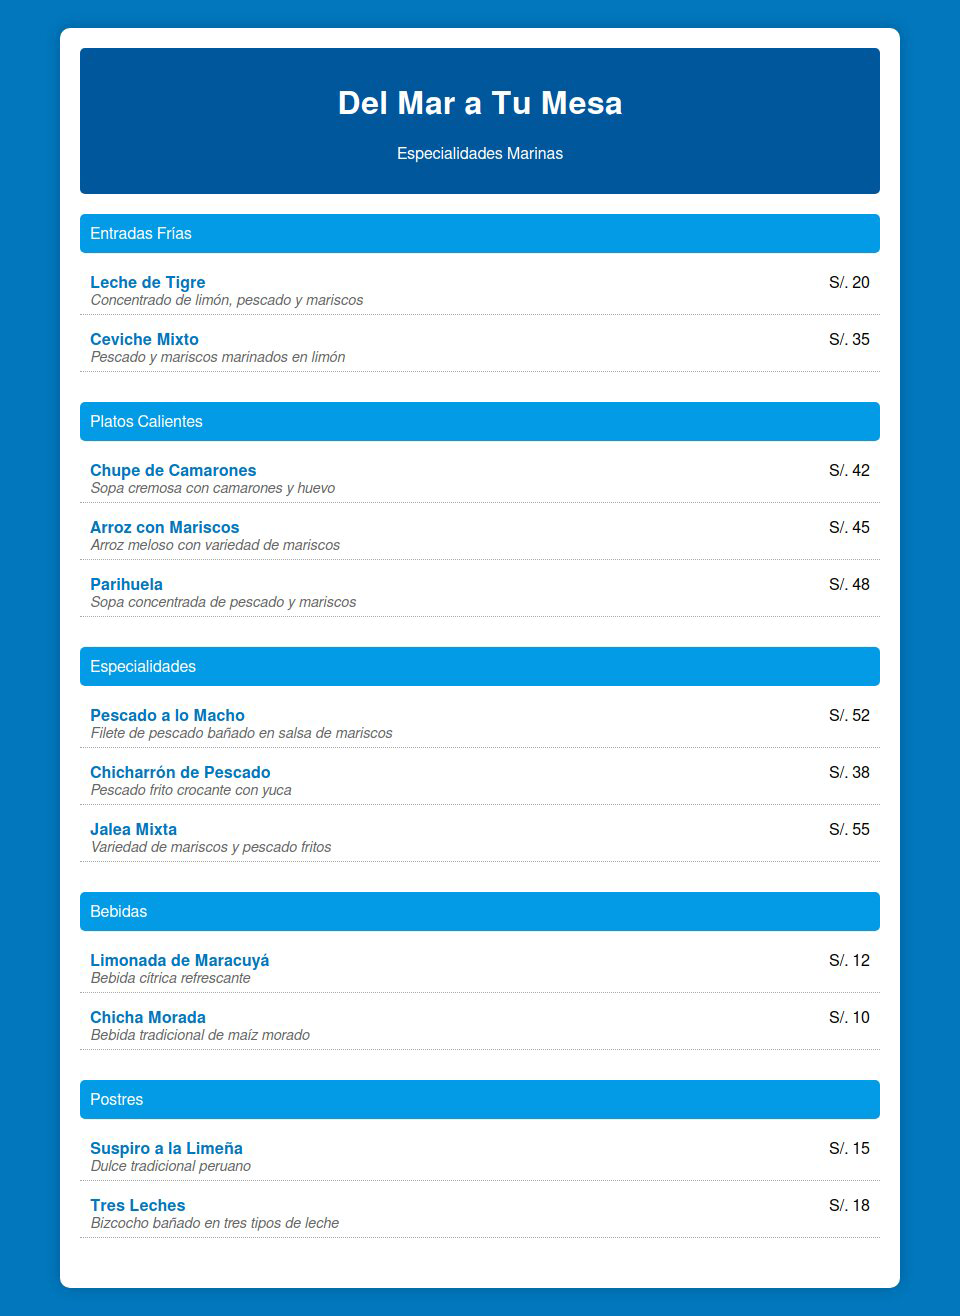 Del Mar a Tu Mesa
Especialidades Marinas
Entradas Frías
Leche de Tigre S/. 20
Concentrado de limón, pescado y mariscos
Ceviche Mixto S/. 35
Pescado y mariscos marinados en limón
Platos Calientes
Chupe de Camarones S/. 42
Sopa cremosa con camarones y huevo
Arroz con Mariscos S/. 45
Arroz meloso con variedad de mariscos
Parihuela S/. 48
Sopa concentrada de pescado y mariscos
Especialidades
Pescado a lo Macho S/. 52
Filete de pescado bañado en salsa de mariscos
Chicharrón de Pescado S/. 38
Pescado frito crocante con yuca
Jalea Mixta S/. 55
Variedad de mariscos y pescado fritos
Bebidas
Limonada de Maracuyá S/. 12
Bebida cítrica refrescante
Chicha Morada S/. 10
Bebida tradicional de maíz morado
Postres
Suspiro a la Limeña S/. 15
Dulce tradicional peruano
Tres Leches S/. 18
Bizcocho bañado en tres tipos de leche